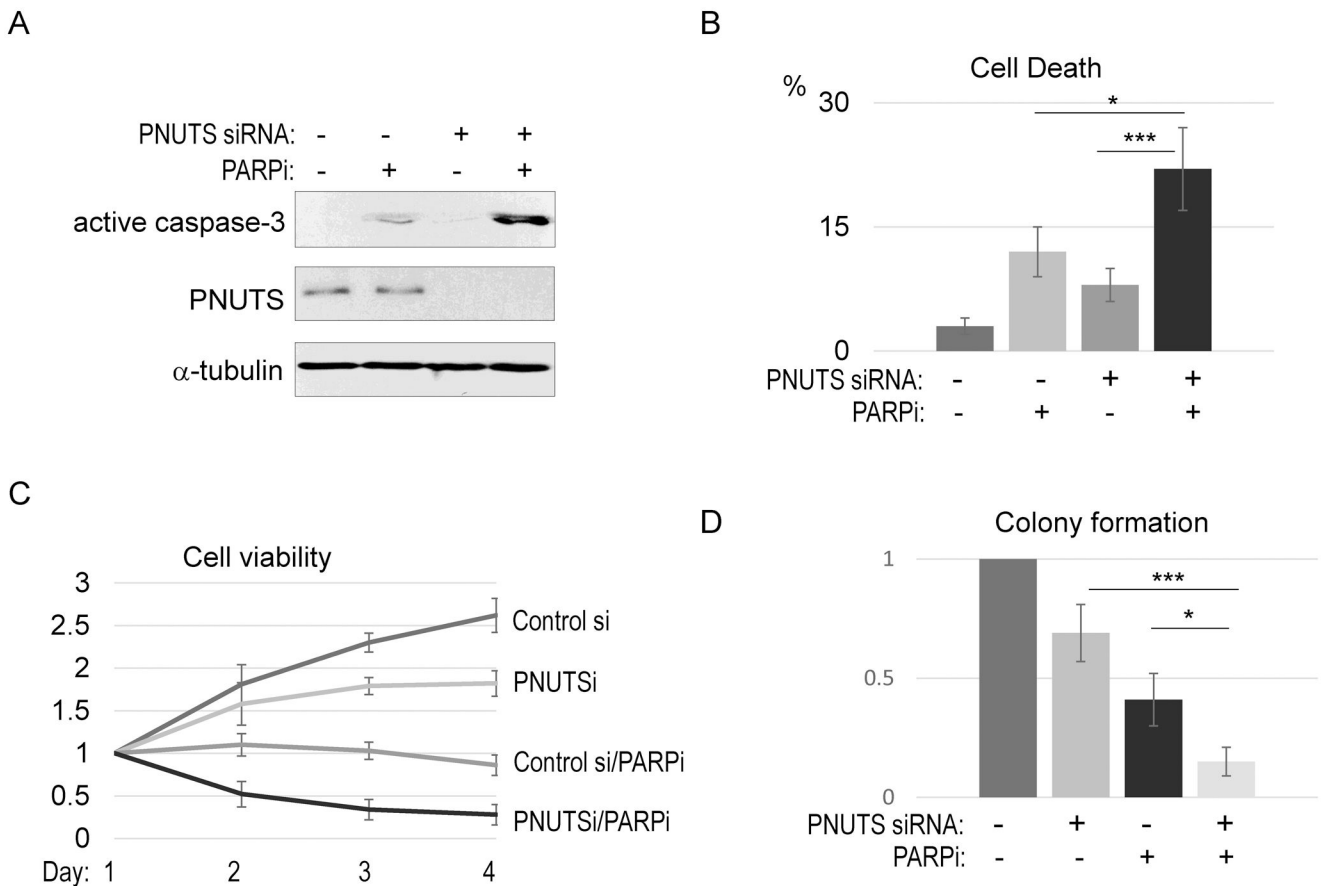 A
PNUTS siRNA: - - + +
PARPi: - + - +
active caspase-3
PNUTS
α-tubulin
B
Cell Death
%
30
*
***
15
0
PNUTS siRNA: - - + +
PARPi: - + - +
C
Cell viability
3
2.5
2
1.5
1
0.5
0
Control si
PNUTSi
Control si/PARPi
PNUTSi/PARPi
Day: 1 2 3 4
D
Colony formation
1
***
*
0.5
0
PNUTS siRNA: - + - +
PARPi: - - + +